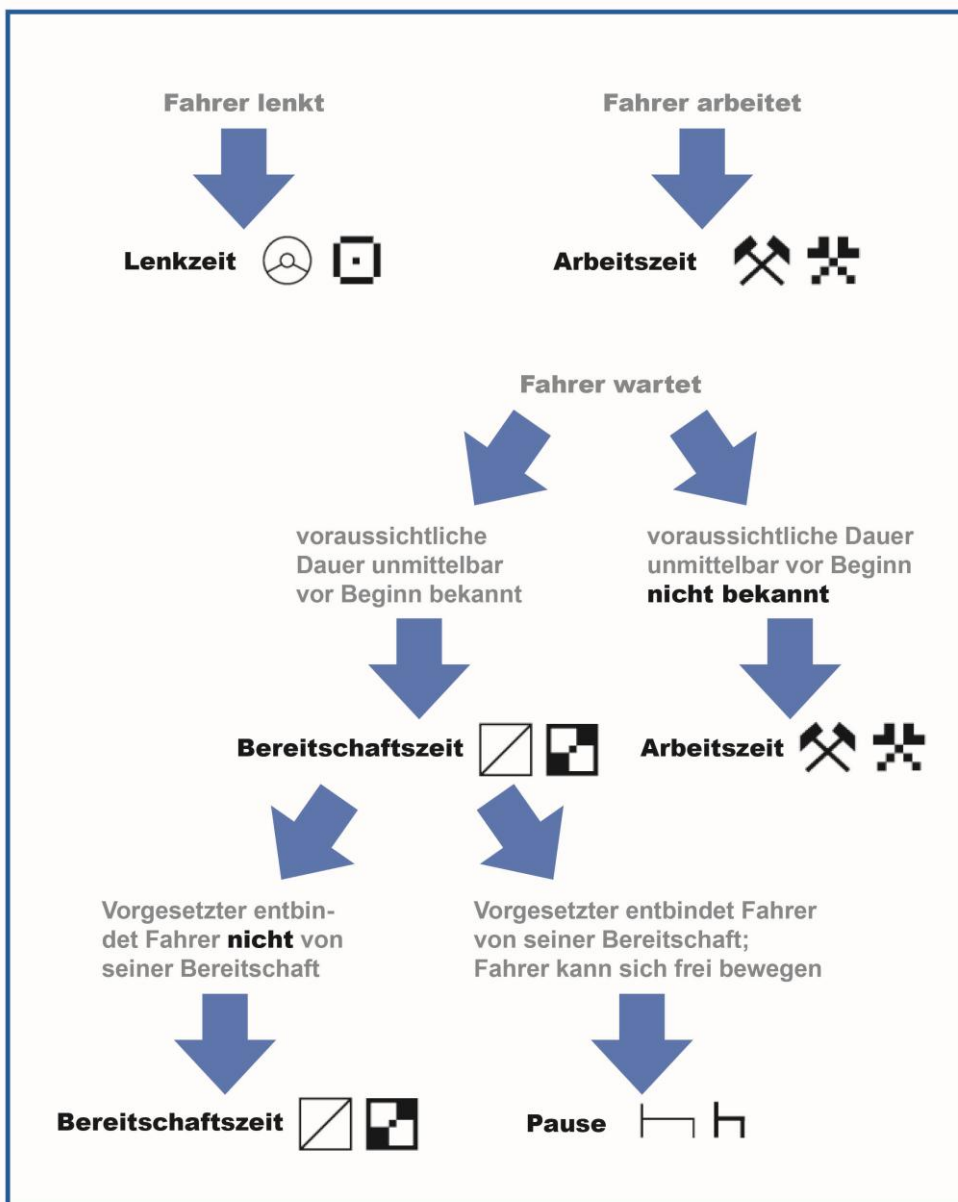 Fahrer lenkt
Fahrer arbeitet
Lenkzeit
Arbeitszeit
Fahrer wartet
voraussichtliche
Dauer unmittelbar
vor Beginn bekannt
voraussichtliche Dauer
unmittelbar vor Beginn
nicht bekannt
Bereitschaftszeit
Arbeitszeit
Vorgesetzter entbin-
det Fahrer nicht von
seiner Bereitschaft
Vorgesetzter entbindet Fahrer
von seiner Bereitschaft;
Fahrer kann sich frei bewegen
Bereitschaftszeit
Pause